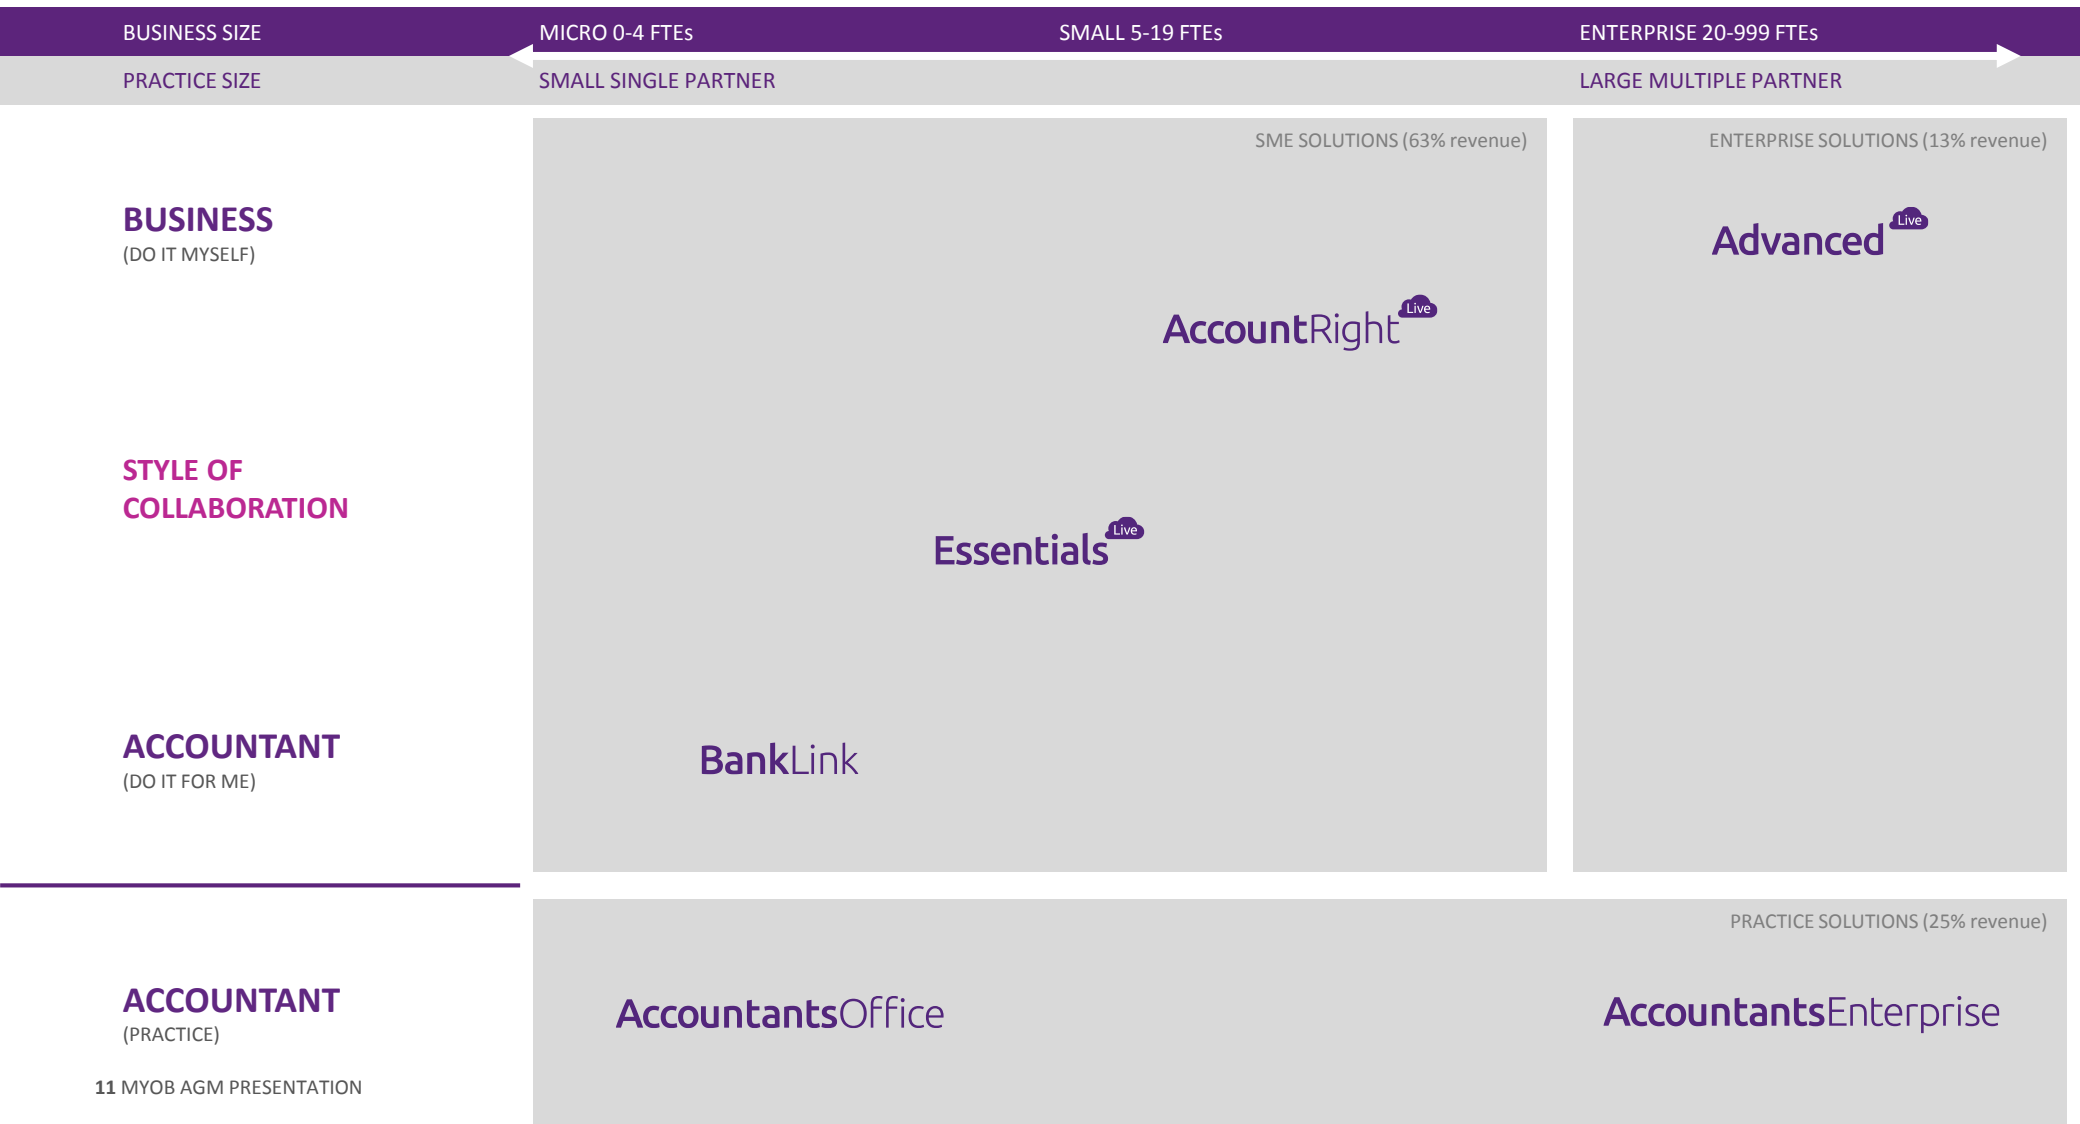 BUSINESS SIZE MICRO 0-4 FTEs SMALL 5-19 FTEs ENTERPRISE 20-999 FTEs
PRACTICE SIZE SMALL SINGLE PARTNER LARGE MULTIPLE PARTNER
SME SOLUTIONS (63% revenue) ENTERPRISE SOLUTIONS (13% revenue)
BUSINESS
(DO IT MYSELF)
Advanced Live
AccountRight Live
STYLE OF
COLLABORATION
Essentials Live
ACCOUNTANT
(DO IT FOR ME)
BankLink
PRACTICE SOLUTIONS (25% revenue)
ACCOUNTANT
(PRACTICE)
AccountantsOffice AccountantsEnterprise
11 MYOB AGM PRESENTATION